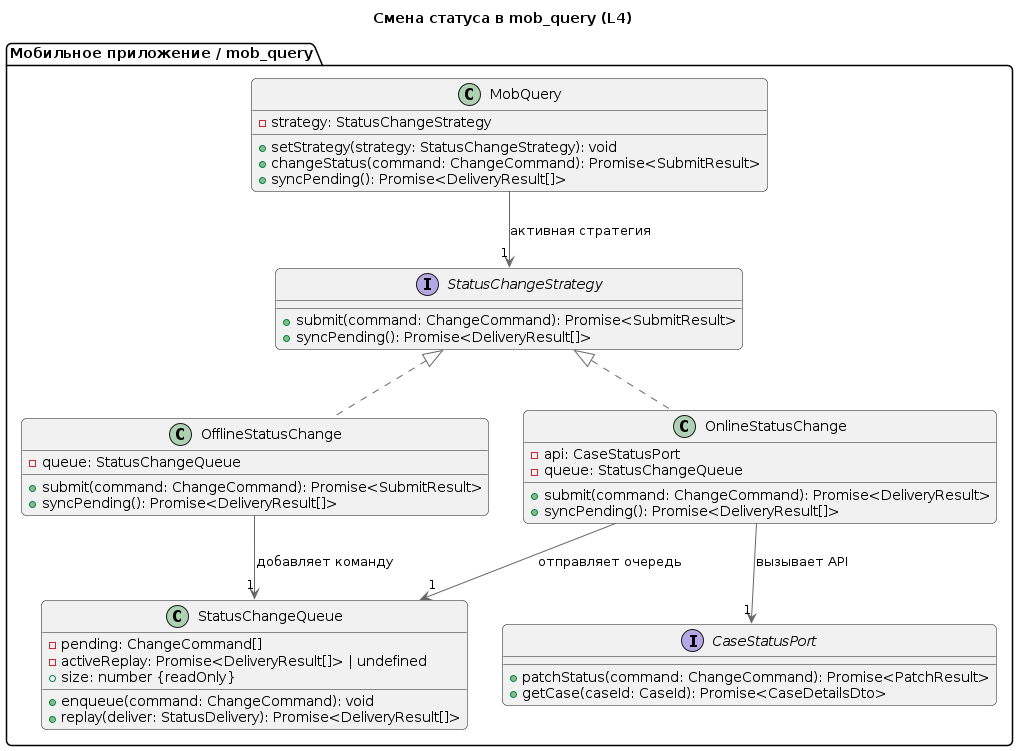 Смена статуса в mob_query (L4)
Мобильное приложение / mob_query
C MobQuery
strategy: StatusChangeStrategy
setStrategy(strategy: StatusChangeStrategy): void
changeStatus(command: ChangeCommand): Promise<SubmitResult>
syncPending(): Promise<DeliveryResult[]>
активная стратегия
1
I StatusChangeStrategy
submit(command: ChangeCommand): Promise<SubmitResult>
syncPending(): Promise<DeliveryResult[]>
C OfflineStatusChange
queue: StatusChangeQueue
submit(command: ChangeCommand): Promise<SubmitResult>
syncPending(): Promise<DeliveryResult[]>
C OnlineStatusChange
api: CaseStatusPort
queue: StatusChangeQueue
submit(command: ChangeCommand): Promise<DeliveryResult>
syncPending(): Promise<DeliveryResult[]>
добавляет команду
1
отправляет очередь
1
вызывает API
1
C StatusChangeQueue
pending: ChangeCommand[]
activeReplay: Promise<DeliveryResult[]> | undefined
size: number {readOnly}
enqueue(command: ChangeCommand): void
replay(deliver: StatusDelivery): Promise<DeliveryResult[]>
I CaseStatusPort
patchStatus(command: ChangeCommand): Promise<PatchResult>
getCase(caseId: CaseId): Promise<CaseDetailsDto>